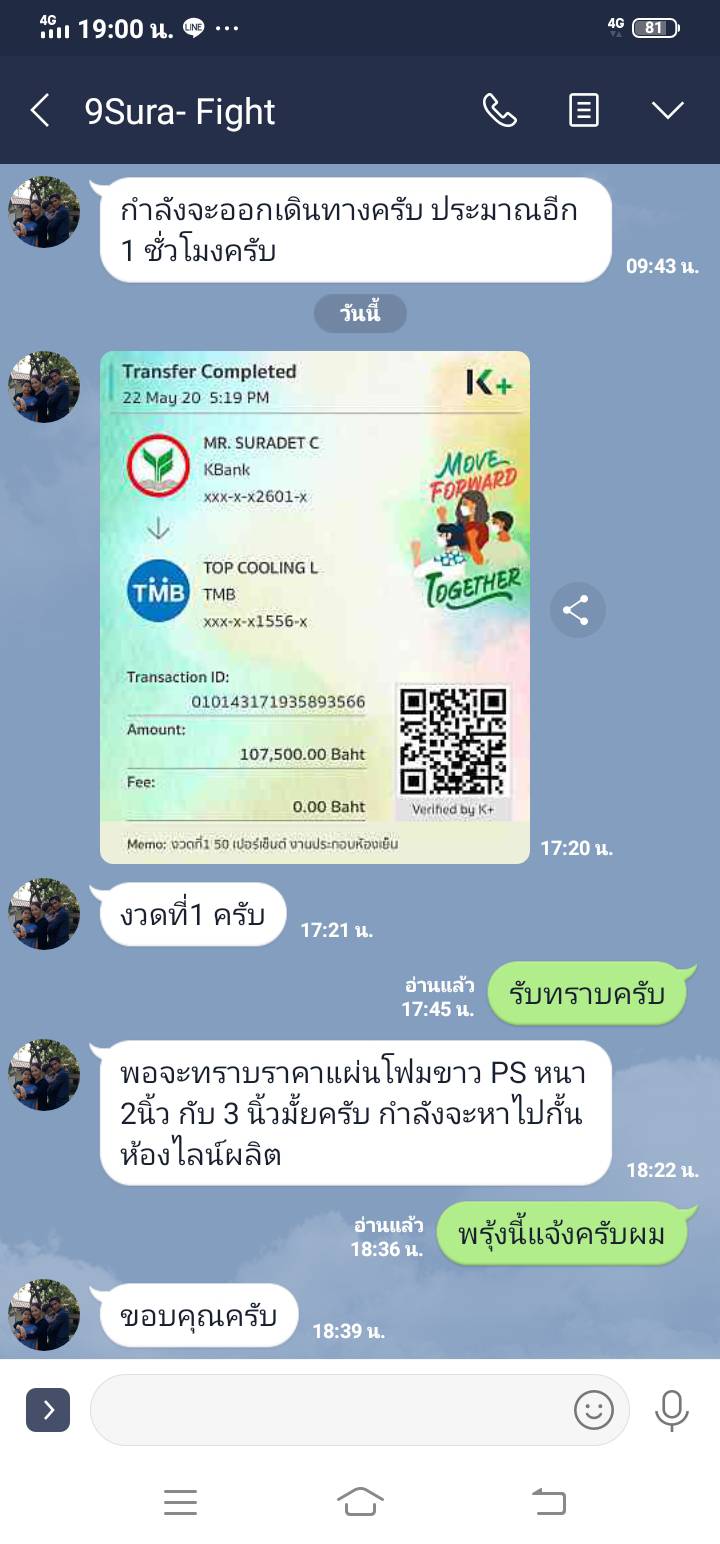 4G 19:00 น. LINE ... 4G 81
9Sura- Fight
กำลังจะออกเดินทางครับ ประมาณอีก
1 ชั่วโมงครับ
09:43 น.
วันนี้
Transfer Completed
22 May 20 5:19 PM
K+
MR. SURADET C
KBank
xxx-x-x2601-x
MOVE
FORWARD
TOGETHER
TOP COOLING L
TMB
TMB
xxx-x-x1556-x
Transaction ID:
010143171935893566
Amount:
107,500.00 Baht
Fee:
0.00 Baht
Verified by K+
Memo: งวดที่1 50 เปอร์เซ็นต์ งานประกอบห้องเย็น
17:20 น.
งวดที่1 ครับ
17:21 น.
อ่านแล้ว
17:45 น.
รับทราบครับ
พอจะทราบราคาแผ่นโฟมขาว PS หนา
2นิ้ว กับ 3 นิ้วมั้ยครับ กำลังจะหาไปกั้น
ห้องไลน์ผลิต
18:22 น.
อ่านแล้ว
18:36 น.
พรุ้งนี้แจ้งครับผม
ขอบคุณครับ
18:39 น.